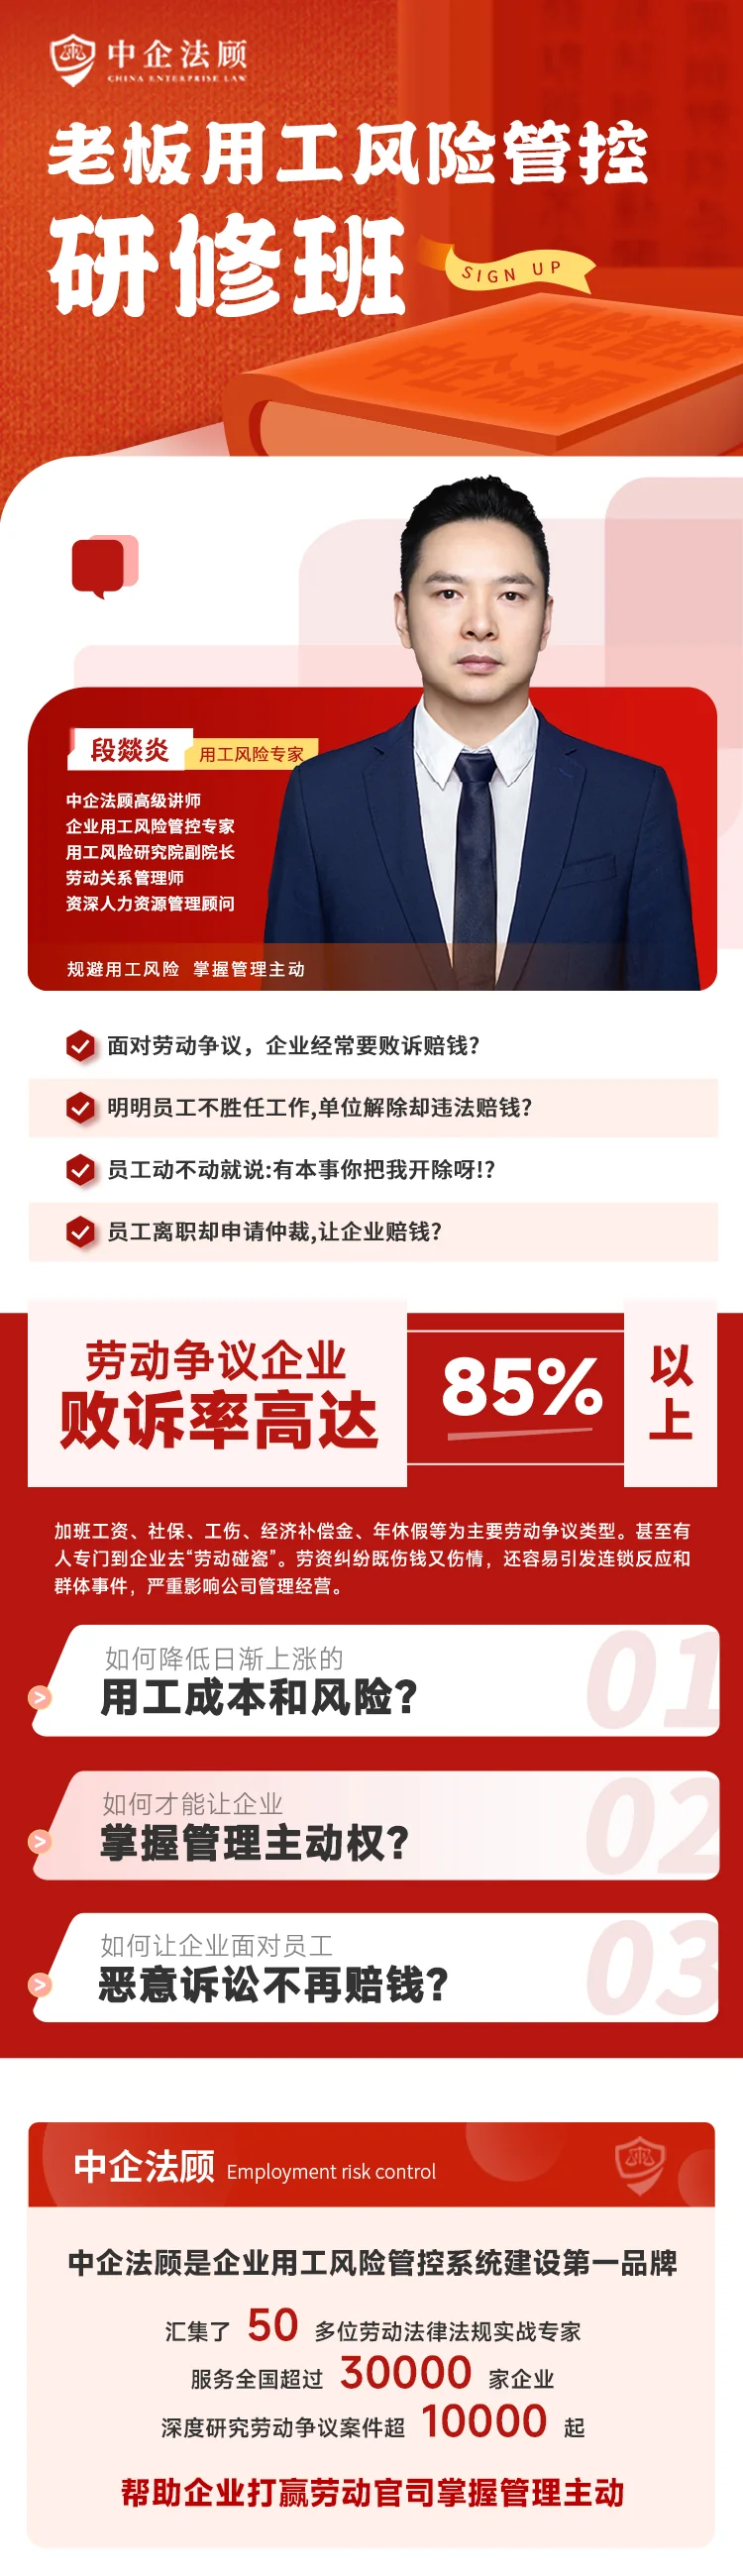 中企法顾
CHINA ENTERPRISE LAW
老板用工风险管控
研修班
SIGN UP
风险管控
中企法顾
段燚炎
用工风险专家
中企法顾高级讲师
企业用工风险管控专家
用工风险研究院副院长
劳动关系管理师
资深人力资源管理顾问
规避用工风险 掌握管理主动
面对劳动争议，企业经常要败诉赔钱?
明明员工不胜任工作,单位解除却违法赔钱?
员工动不动就说:有本事你把我开除呀!?
员工离职却申请仲裁,让企业赔钱?
劳动争议企业
败诉率高达
85%
以
上
加班工资、社保、工伤、经济补偿金、年休假等为主要劳动争议类型。甚至有
人专门到企业去“劳动碰瓷”。劳资纠纷既伤钱又伤情，还容易引发连锁反应和
群体事件，严重影响公司管理经营。
如何降低日渐上涨的
用工成本和风险?
01
如何才能让企业
掌握管理主动权?
02
如何让企业面对员工
恶意诉讼不再赔钱?
03
中企法顾 Employment risk control
中企法顾是企业用工风险管控系统建设第一品牌
汇集了 50 多位劳动法律法规实战专家
服务全国超过 30000 家企业
深度研究劳动争议案件超 10000 起
帮助企业打赢劳动官司掌握管理主动